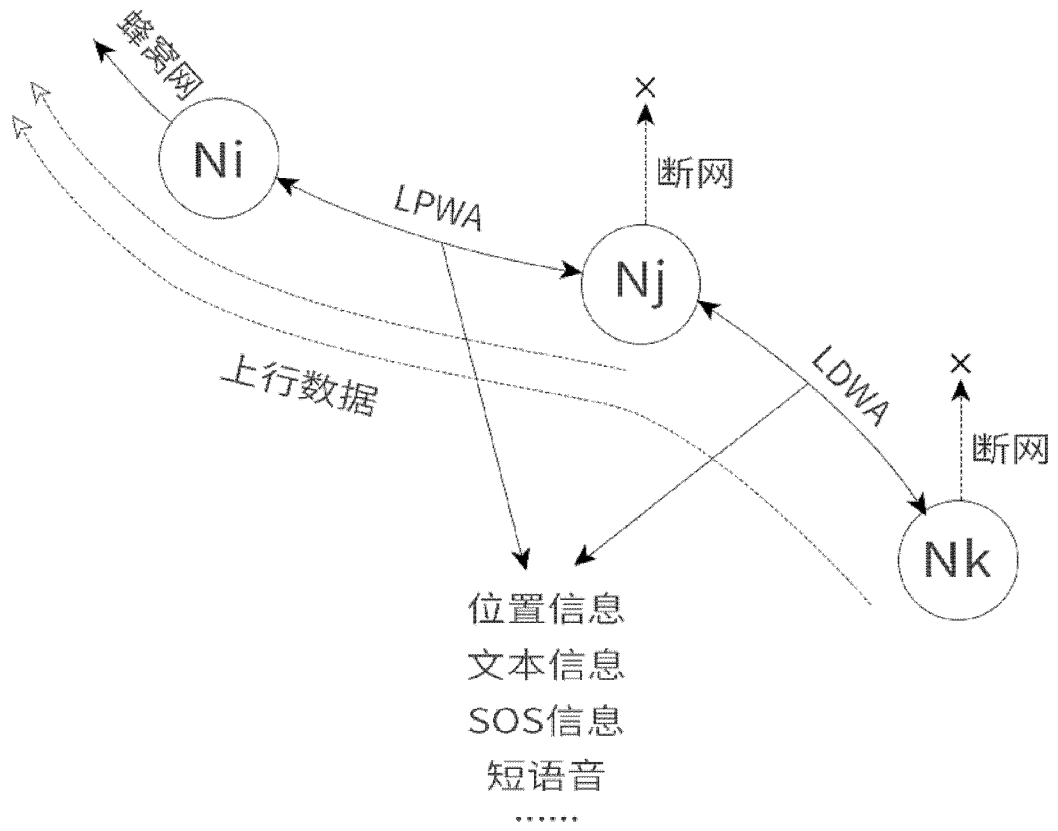 蜂窝网
Ni
LPWA
×
断网
Nj
LDWA
×
断网
Nk
上行数据
位置信息
文本信息
SOS信息
短语音
……